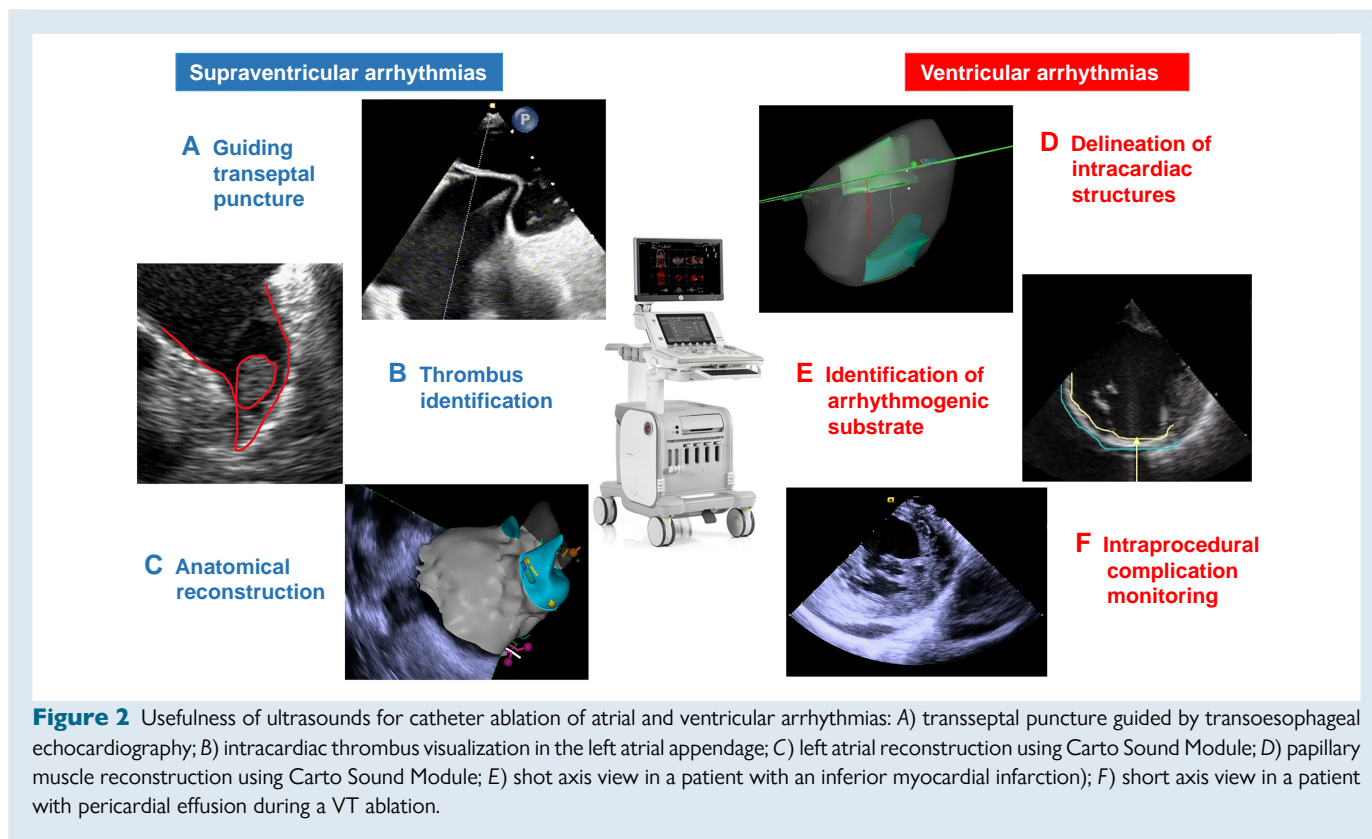 Supraventricular arrhythmias
Ventricular arrhythmias
A Guiding
transeptal
puncture
P
D Delineation of
intracardiac
structures
B Thrombus
identification
E Identification of
arrhythmogenic
substrate
C Anatomical
reconstruction
F Intraprocedural
complication
monitoring
Figure 2 Usefulness of ultrasounds for catheter ablation of atrial and ventricular arrhythmias: A) transseptal puncture guided by transoesophageal
echocardiography; B) intracardiac thrombus visualization in the left atrial appendage; C) left atrial reconstruction using Carto Sound Module; D) papillary
muscle reconstruction using Carto Sound Module; E) shot axis view in a patient with an inferior myocardial infarction); F) short axis view in a patient
with pericardial effusion during a VT ablation.